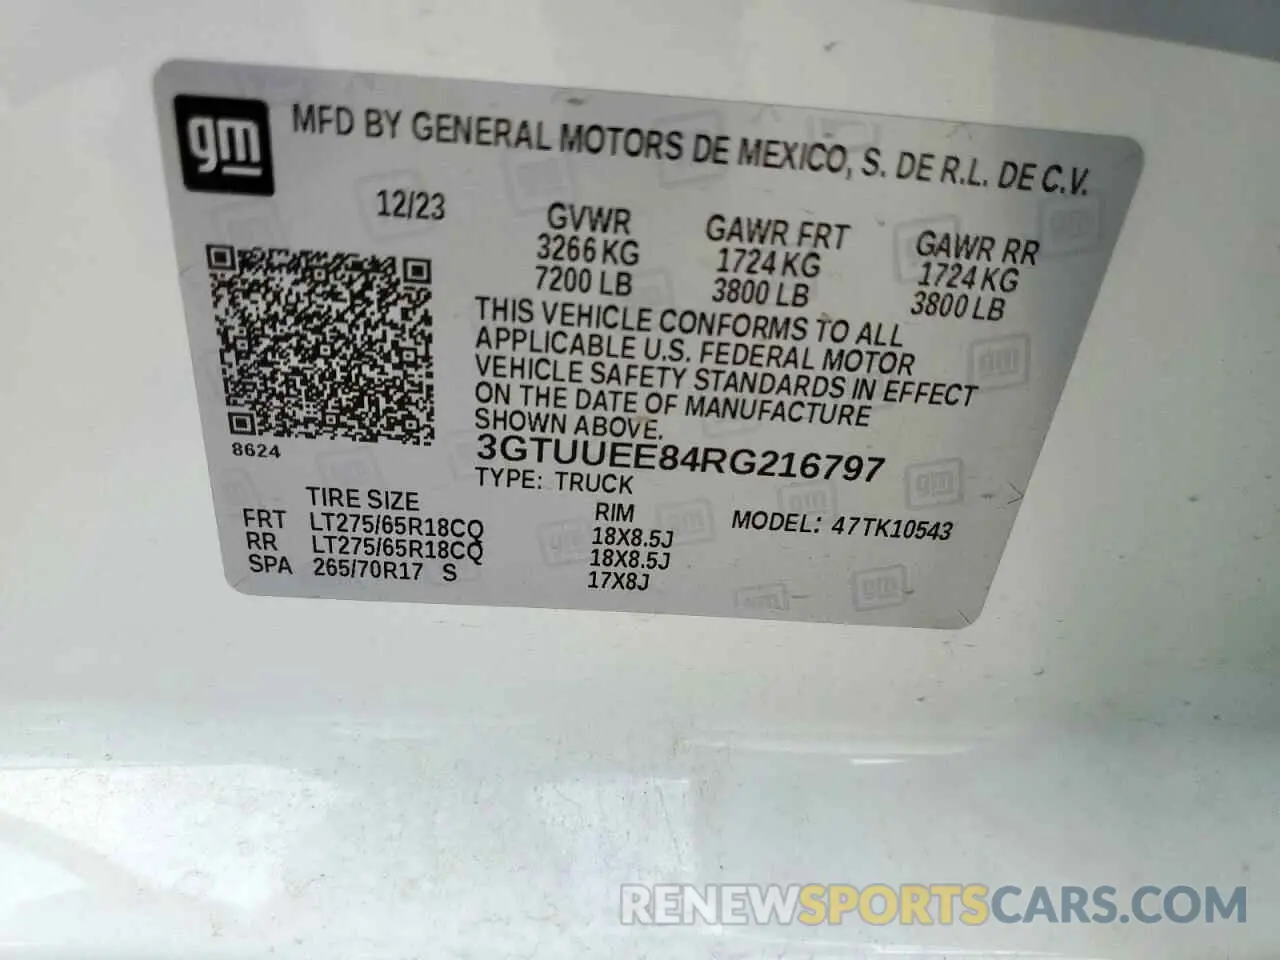 gm
MFD BY GENERAL MOTORS DE MEXICO, S. DE R.L. DE C.V.
12/23
GVWR GAWR FRT GAWR RR
3266 KG 1724 KG 1724 KG
7200 LB 3800 LB 3800 LB
THIS VEHICLE CONFORMS TO ALL
APPLICABLE U.S. FEDERAL MOTOR
VEHICLE SAFETY STANDARDS IN EFFECT
ON THE DATE OF MANUFACTURE
SHOWN ABOVE.
8624
3GTUUEE84RG216797
TYPE: TRUCK
TIRE SIZE RIM MODEL: 47TK10543
FRT LT275/65R18CQ 18X8.5J
RR LT275/65R18CQ 18X8.5J
SPA 265/70R17 S 17X8J
RENEWSPORTSCARS.COM